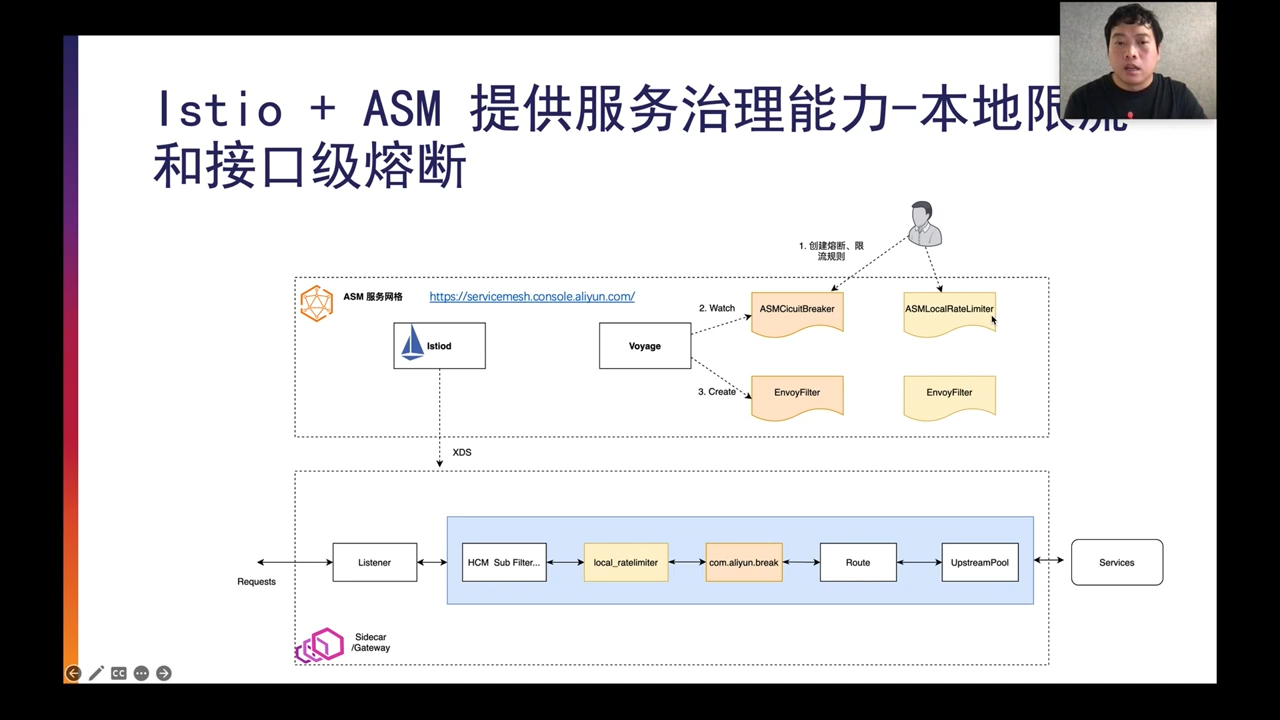 Istio + ASM 提供服务治理能力-本地限流
和接口级熔断
1. 创建熔断、限
流规则
ASM 服务网格
https://servicemesh.console.aliyun.com/
2. Watch
ASMCicuitBreaker
ASMLocalRateLimiter
Istiod
Voyage
3. Create
EnvoyFilter
EnvoyFilter
XDS
Requests
Listener
HCM Sub Filter...
local_ratelimiter
com.aliyun.break
Route
UpstreamPool
Services
Sidecar
/Gateway
CC